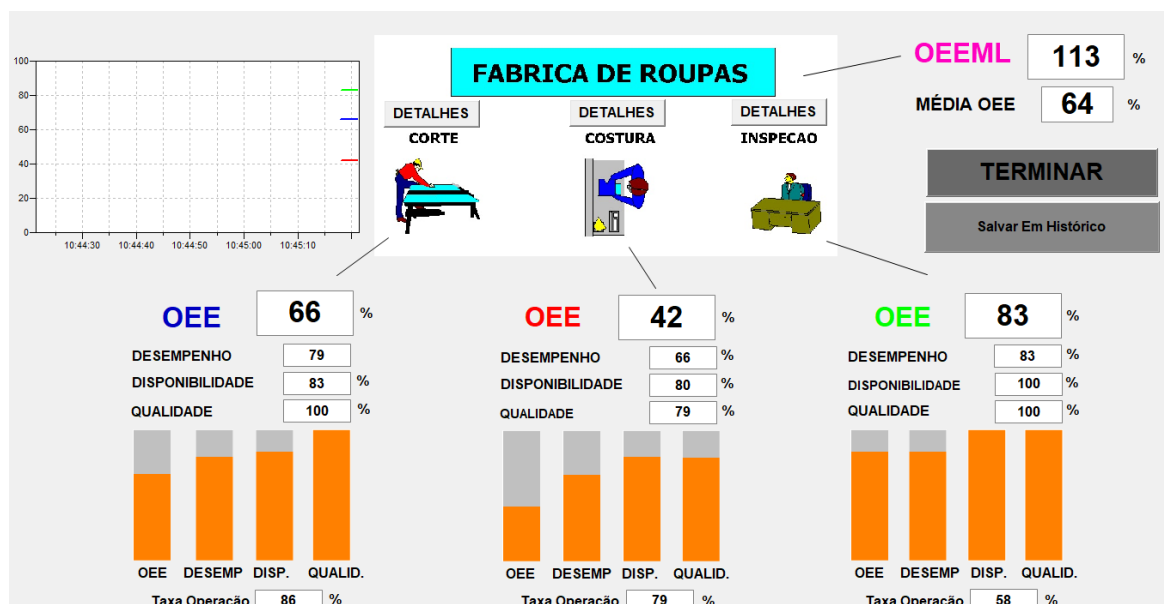 FABRICA DE ROUPAS
OEEML 113 %
MÉDIA OEE 64 %
100
80
60
40
20
0
10:44:30 10:44:40 10:44:50 10:45:00 10:45:10
DETALHES DETALHES DETALHES
CORTE COSTURA INSPECAO
TERMINAR
Salvar Em Histórico
OEE 66 %
DESEMPENHO 79 %
DISPONIBILIDADE 83 %
QUALIDADE 100 %
OEE DESEMP DISP. QUALID.
Taxa Operação 86 %
OEE 42 %
DESEMPENHO 66 %
DISPONIBILIDADE 80 %
QUALIDADE 79 %
OEE DESEMP DISP. QUALID.
Taxa Operação 79 %
OEE 83 %
DESEMPENHO 83 %
DISPONIBILIDADE 100 %
QUALIDADE 100 %
OEE DESEMP DISP. QUALID.
Taxa Operação 58 %